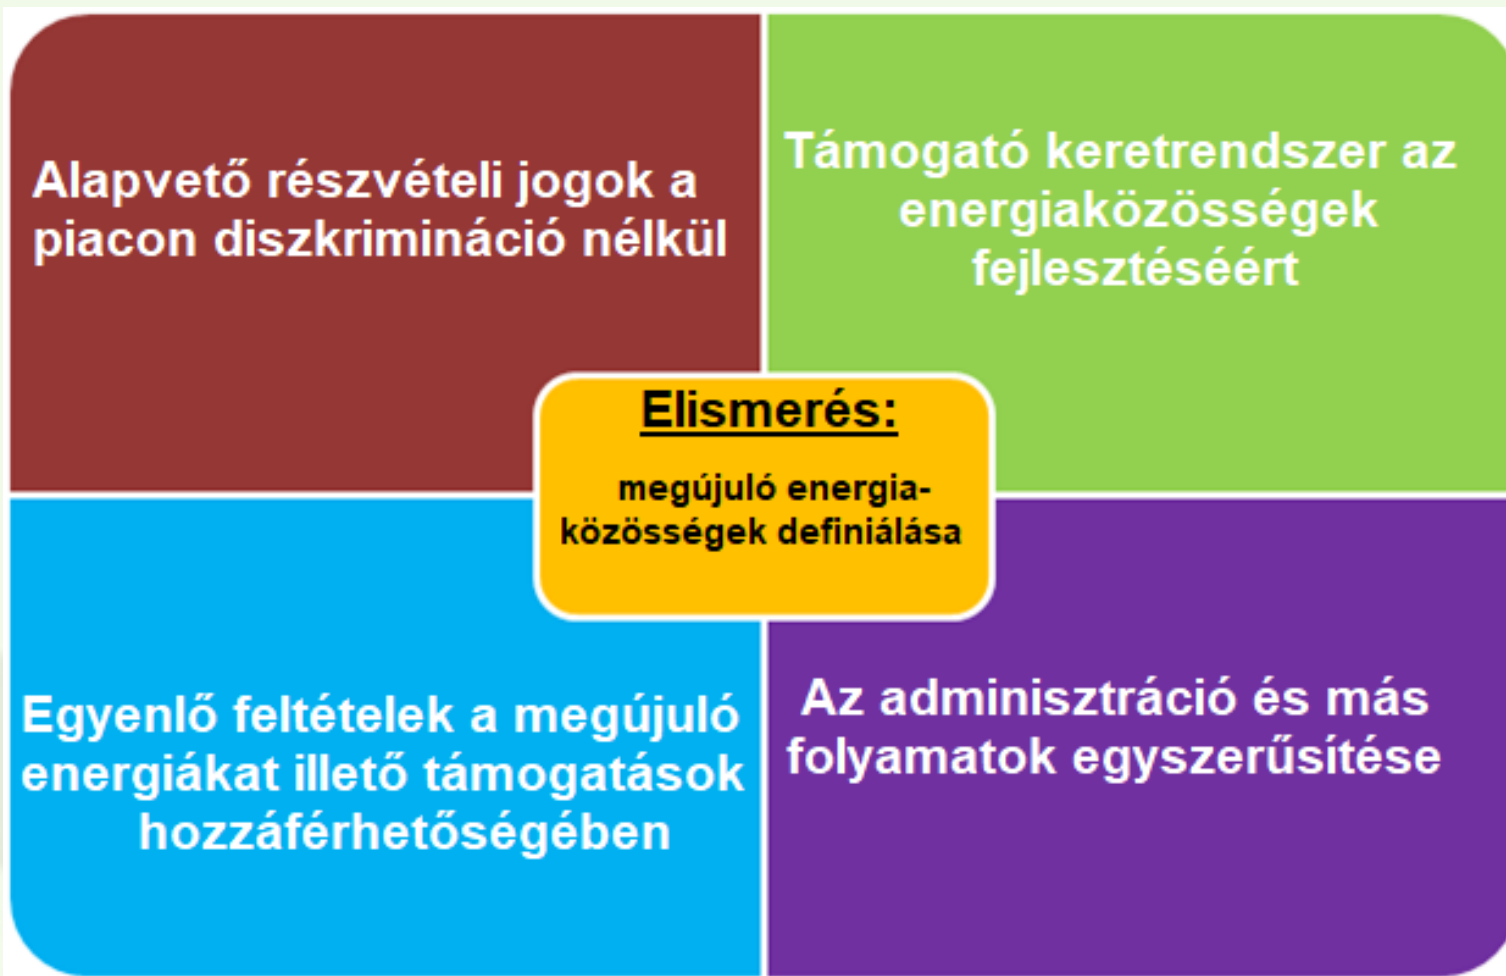 Alapvető részvételi jogok a
piacon diszkrimináció nélkül
Támogató keretrendszer az
energiaközösségek
fejlesztéséért
Elismerés:
megújuló energia-
közösségek definiálása
Egyenlő feltételek a megújuló
energiákat illető támogatások
hozzáférhetőségében
Az adminisztráció és más
folyamatok egyszerűsítése